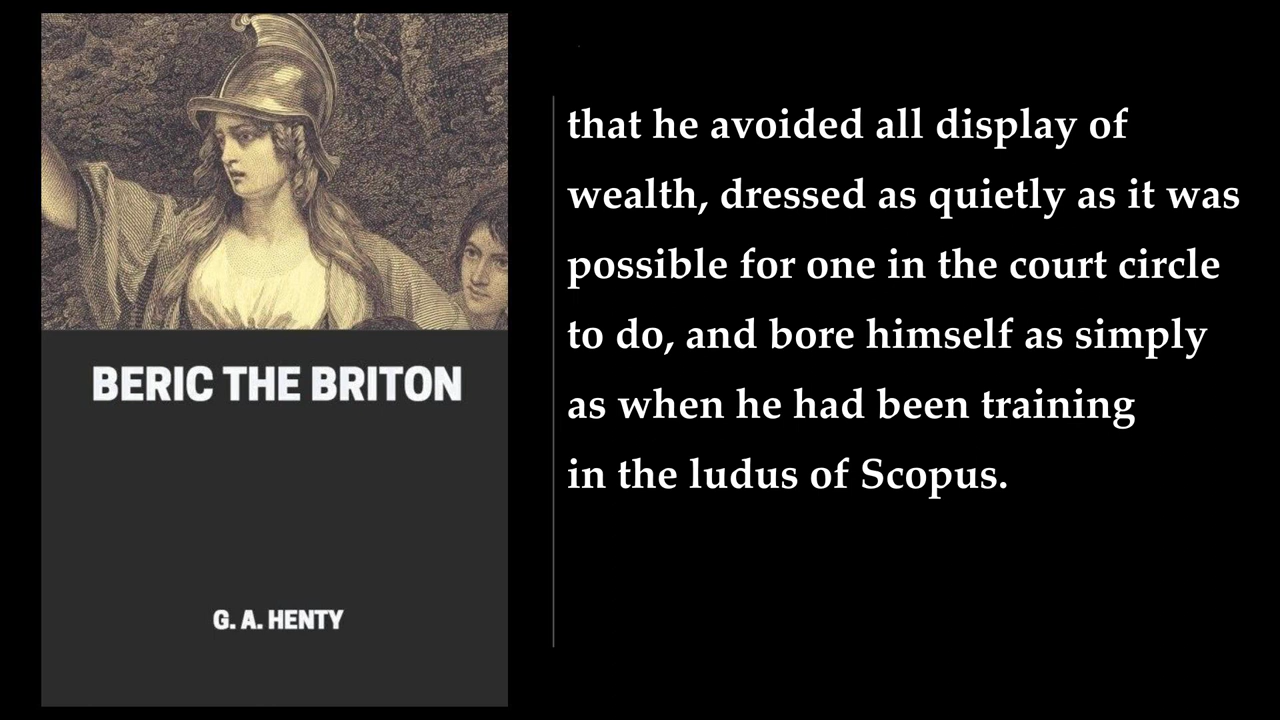 BERIC THE BRITON
G. A. HENTY
that he avoided all display of
wealth, dressed as quietly as it was
possible for one in the court circle
to do, and bore himself as simply
as when he had been training
in the ludus of Scopus.